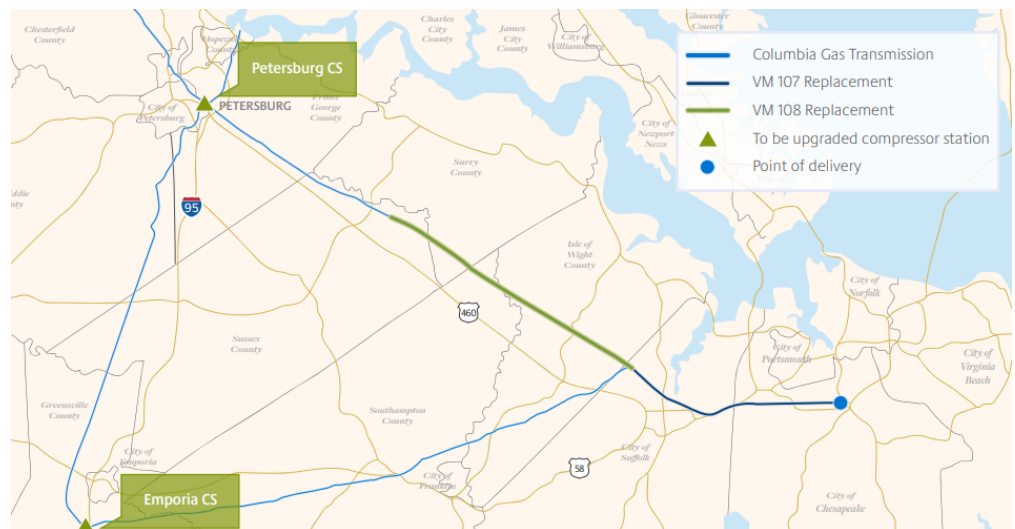 Chesterfield
County
Hopewell
County
Charles
City
County
James
City
County
City of
Williamsburg
Gloucester
County
Petersburg CS
PETERSBURG
City of
Petersburg
George
County
Columbia Gas Transmission
VM 107 Replacement
VM 108 Replacement
To be upgraded compressor station
Point of delivery
City of
Newport
News
Surry
County
95
Isle of
Wight
County
460
Sussex
County
City of
Norfolk
City of
Portsmouth
City of
Virginia
Beach
Greensville
County
Southampton
County
City of
Emporia
City of
Franklin
58
City of
Suffolk
Emporia CS
City of
Chesapeake